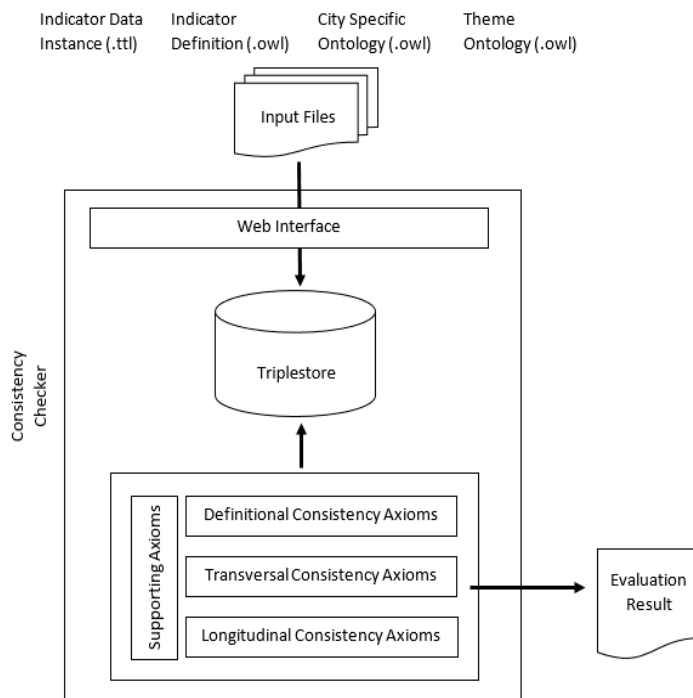 Indicator Data
Instance (.ttl)
Indicator
Definition (.owl)
City Specific
Ontology (.owl)
Theme
Ontology (.owl)
Input Files
Web Interface
Triplestore
Consistency
Checker
Supporting Axioms
Definitional Consistency Axioms
Transversal Consistency Axioms
Longitudinal Consistency Axioms
Evaluation
Result